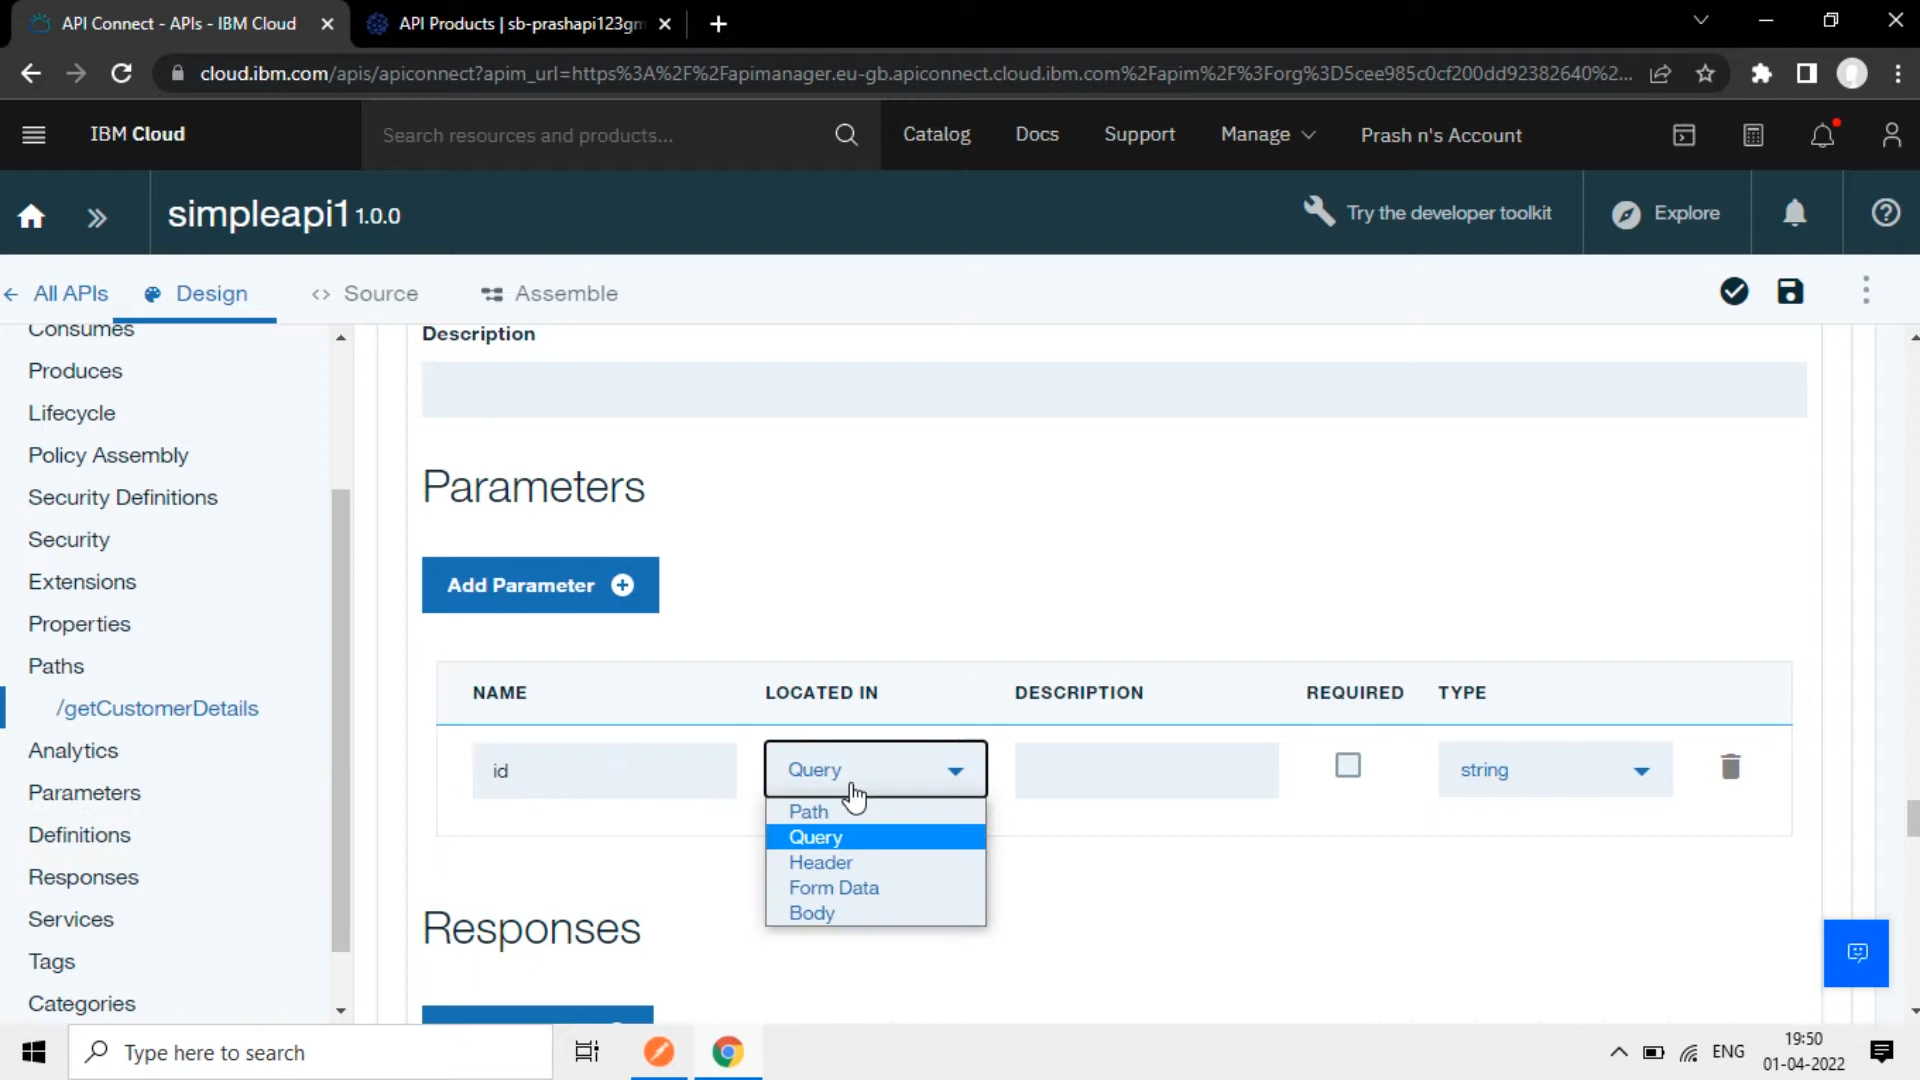 API Connect - APIs - IBM Cloud
API Products | sb-prashapi123gm
cloud.ibm.com/apis/apiconnect?apim_url=https%3A%2F%2Fapimanager.eu-gb.apiconnect.cloud.ibm.com%2Fapim%2F%3Forg%3D5cee985c0cf200dd92382640%2...
IBM Cloud
Search resources and products...
Catalog
Docs
Support
Manage
Prash n's Account
simpleapi1 1.0.0
Try the developer toolkit
Explore
All APIs
Design
Source
Assemble
Consumes
Produces
Lifecycle
Policy Assembly
Security Definitions
Security
Extensions
Properties
Paths
/getCustomerDetails
Analytics
Parameters
Definitions
Responses
Services
Tags
Categories
Description
Parameters
Add Parameter
NAME LOCATED IN DESCRIPTION REQUIRED TYPE
id Query string
Path
Query
Header
Form Data
Body
Responses
Type here to search
ENG
19:50
01-04-2022